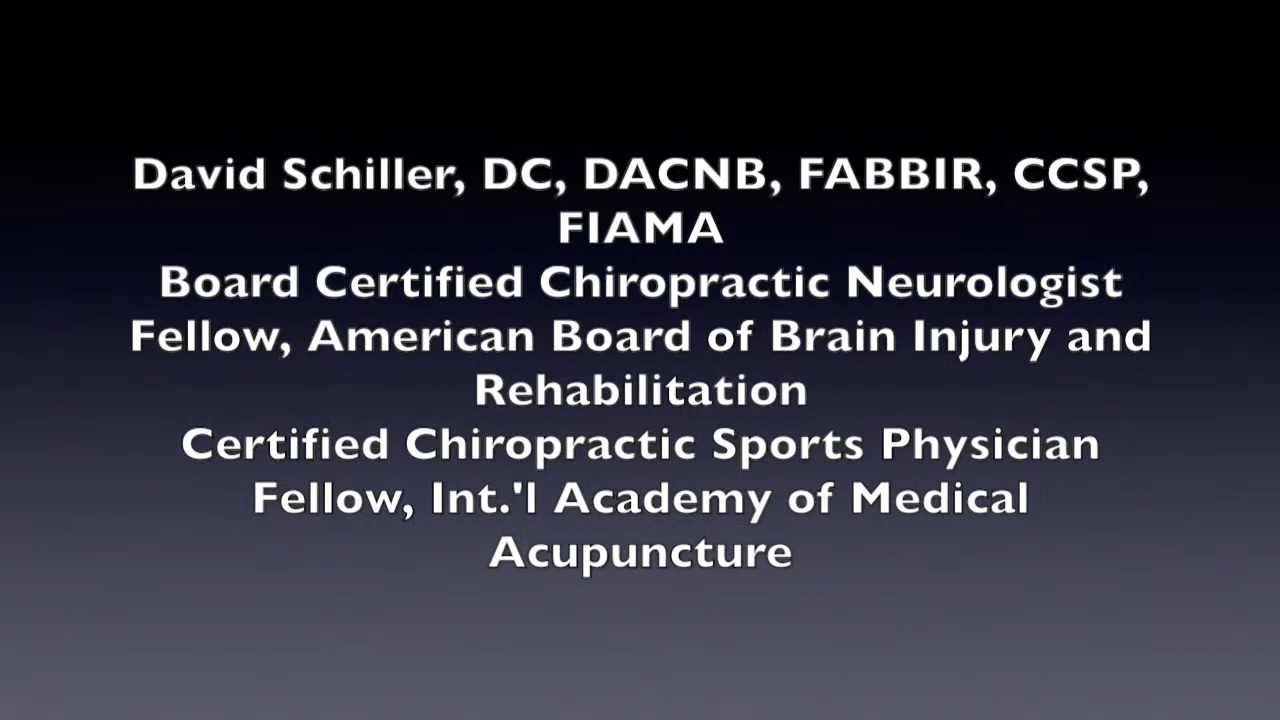 David Schiller, DC, DACNB, FABBIR, CCSP,
FIAMA
Board Certified Chiropractic Neurologist
Fellow, American Board of Brain Injury and
Rehabilitation
Certified Chiropractic Sports Physician
Fellow, Int.'l Academy of Medical
Acupuncture